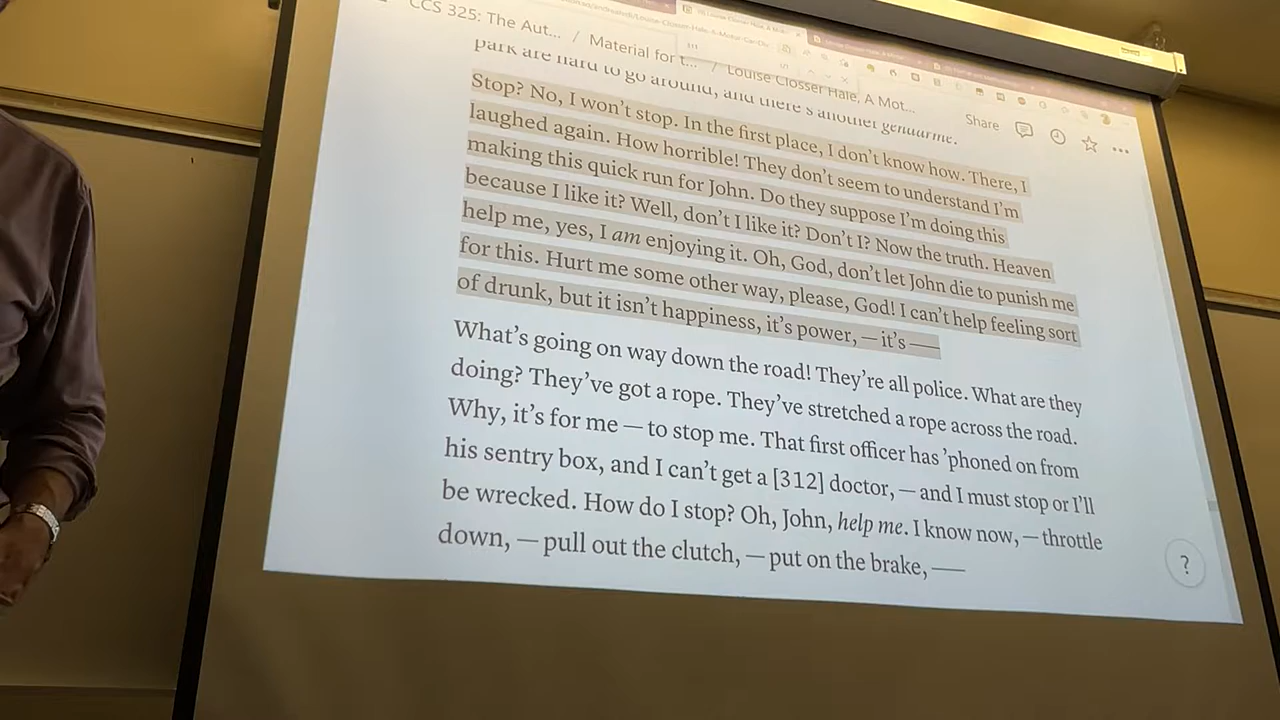 CCS 325: The Aut... / Material for t... / Louise Closser Hale, A Mot...
Share
park are hard to go around, and there's another gendarme.
Stop? No, I won't stop. In the first place, I don't know how. There, I
laughed again. How horrible! They don't seem to understand I'm
making this quick run for John. Do they suppose I'm doing this
because I like it? Well, don't I like it? Don't I? Now the truth. Heaven
help me, yes, I am enjoying it. Oh, God, don't let John die to punish me
for this. Hurt me some other way, please, God! I can't help feeling sort
of drunk, but it isn't happiness, it's power, — it's ——
What's going on way down the road! They're all police. What are they
doing? They've got a rope. They've stretched a rope across the road.
Why, it's for me — to stop me. That first officer has 'phoned on from
his sentry box, and I can't get a [312] doctor, — and I must stop or I'll
be wrecked. How do I stop? Oh, John, help me. I know now, — throttle
down, — pull out the clutch, — put on the brake, ——
?